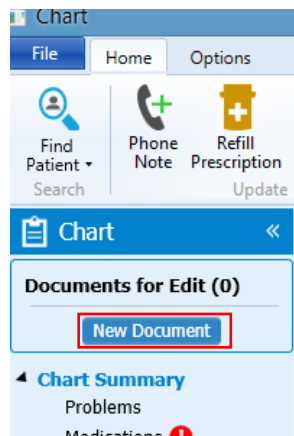 Chart
File Home Options
Find Patient
Phone Note
Refill Prescription
Search Update
Chart «
Documents for Edit (0)
New Document
Chart Summary
Problems
Medications